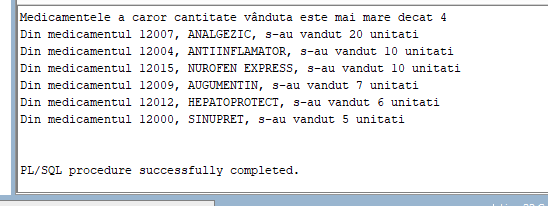 Medicamentele a caror cantitate vânduta este mai mare decat 4
Din medicamentul 12007, ANALGEZIC, s-au vandut 20 unitati
Din medicamentul 12004, ANTIINFLAMATOR, s-au vandut 10 unitati
Din medicamentul 12015, NUROFEN EXPRESS, s-au vandut 10 unitati
Din medicamentul 12009, AUGUMENTIN, s-au vandut 7 unitati
Din medicamentul 12012, HEPATOPROTECT, s-au vandut 6 unitati
Din medicamentul 12000, SINUPRET, s-au vandut 5 unitati
PL/SQL procedure successfully completed.